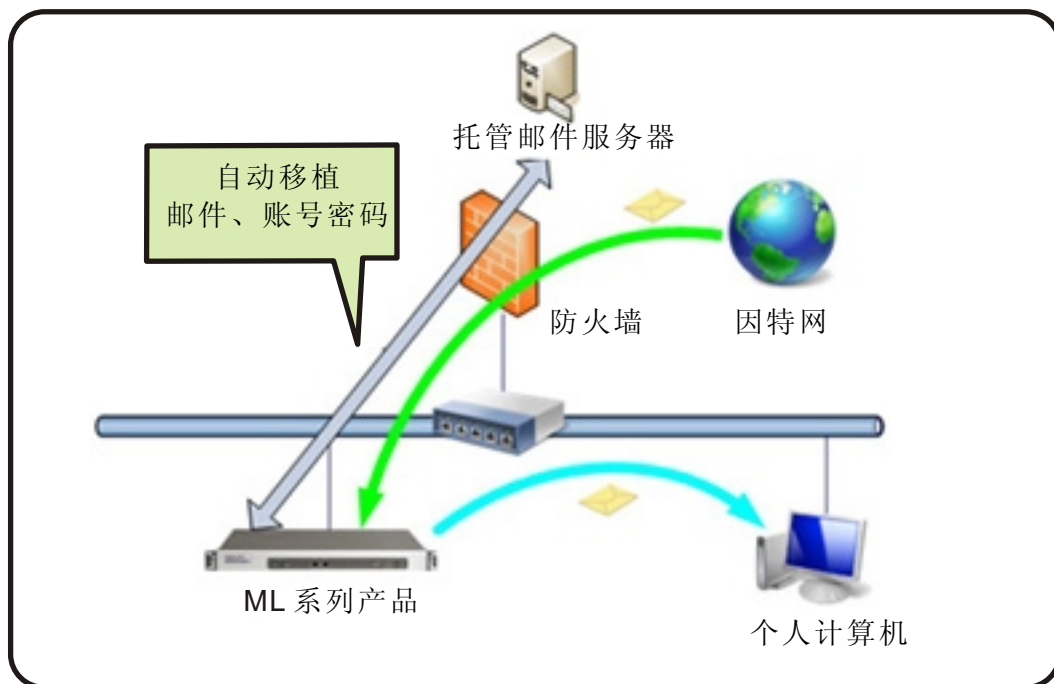 托管邮件服务器
自动移植
邮件、账号密码
防火墙
因特网
ML 系列产品
个人计算机